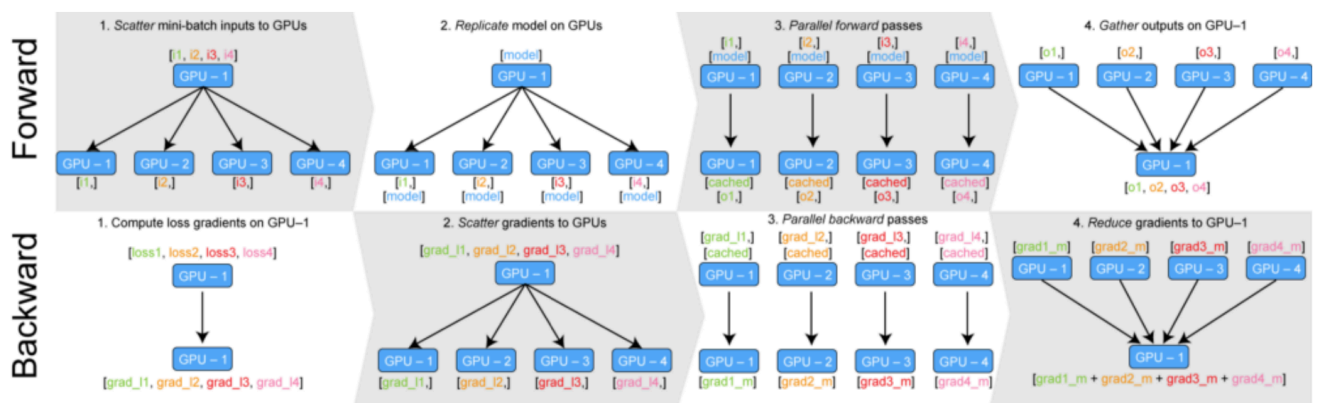 Forward
1. Scatter mini-batch inputs to GPUs
[i1, i2, i3, i4]
GPU – 1
GPU – 1 GPU – 2 GPU – 3 GPU – 4
[i1,] [i2,] [i3,] [i4,]
2. Replicate model on GPUs
[model]
GPU – 1
GPU – 1 GPU – 2 GPU – 3 GPU – 4
[i1,] [i2,] [i3,] [i4,]
[model] [model] [model] [model]
3. Parallel forward passes
[i1,] [i2,] [i3,] [i4,]
[model] [model] [model] [model]
GPU – 1 GPU – 2 GPU – 3 GPU – 4
GPU – 1 GPU – 2 GPU – 3 GPU – 4
[cached] [cached] [cached] [cached]
[o1,] [o2,] [o3,] [o4,]
4. Gather outputs on GPU–1
[o1,] [o2,] [o3,] [o4,]
GPU – 1 GPU – 2 GPU – 3 GPU – 4
GPU – 1
[o1, o2, o3, o4]
Backward
1. Compute loss gradients on GPU–1
[loss1, loss2, loss3, loss4]
GPU – 1
GPU – 1
[grad_l1, grad_l2, grad_l3, grad_l4]
2. Scatter gradients to GPUs
[grad_l1, grad_l2, grad_l3, grad_l4]
GPU – 1
GPU – 1 GPU – 2 GPU – 3 GPU – 4
[grad_l1,] [grad_l2,] [grad_l3,] [grad_l4,]
3. Parallel backward passes
[grad_l1,] [grad_l2,] [grad_l3,] [grad_l4,]
[cached] [cached] [cached] [cached]
GPU – 1 GPU – 2 GPU – 3 GPU – 4
GPU – 1 GPU – 2 GPU – 3 GPU – 4
[grad1_m] [grad2_m] [grad3_m] [grad4_m]
4. Reduce gradients to GPU–1
[grad1_m] [grad2_m] [grad3_m] [grad4_m]
GPU – 1 GPU – 2 GPU – 3 GPU – 4
GPU – 1
[grad1_m + grad2_m + grad3_m + grad4_m]